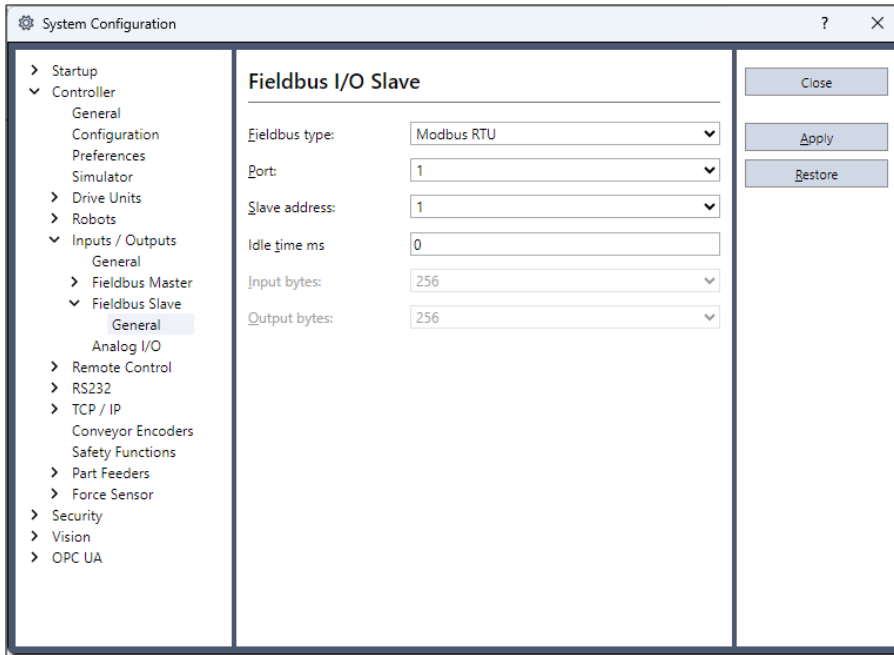 System Configuration
?
Startup
Controller
General
Configuration
Preferences
Simulator
Drive Units
Robots
Inputs / Outputs
General
Fieldbus Master
Fieldbus Slave
General
Analog I/O
Remote Control
RS232
TCP / IP
Conveyor Encoders
Safety Functions
Part Feeders
Force Sensor
Security
Vision
OPC UA
Fieldbus I/O Slave
Fieldbus type: Modbus RTU
Port: 1
Slave address: 1
Idle time ms 0
Input bytes: 256
Output bytes: 256
Close
Apply
Restore